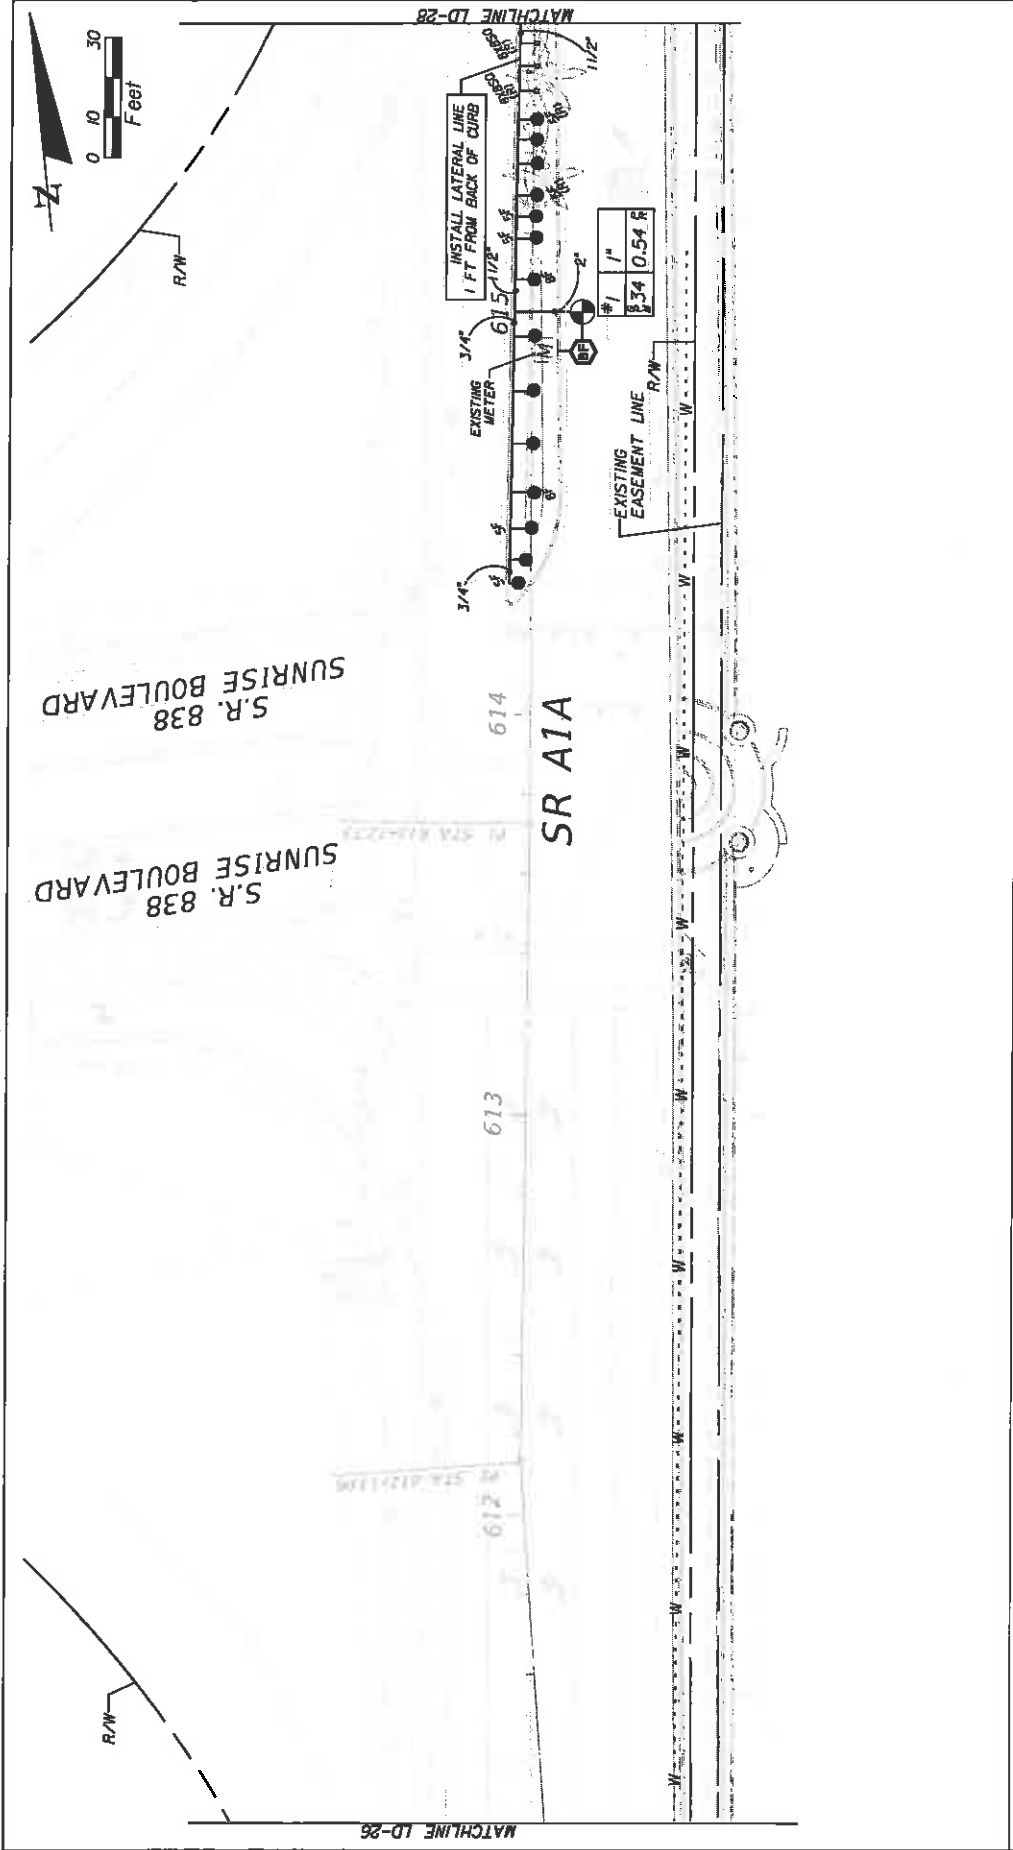 MATCHLINE LD-28
0 10 30
Feet
N
R/W
INSTALL LATERAL LINE
1 FT FROM BACK OF CURB
1 1/2"
1 1/2"
615
3/4"
EXISTING
METER
M
2"
BF
#1 1"
34 0.54
R/W
EXISTING
EASEMENT LINE
3/4"
S.R. 838
SUNRISE BOULEVARD
S.R. 838
SUNRISE BOULEVARD
614
SR A1A
613
612
W
W
W
W
W
W
W
W
W
R/W
MATCHLINE LD-26